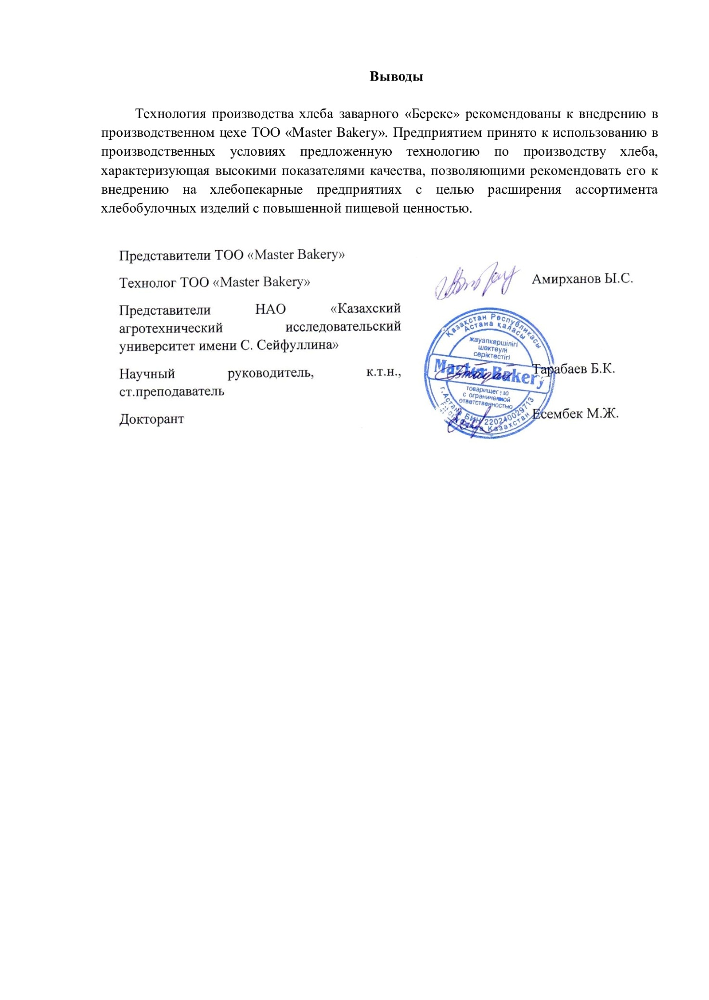 Выводы
Технология производства хлеба заварного «Береке» рекомендованы к внедрению в
производственном цехе ТОО «Master Bakery». Предприятием принято к использованию в
производственных условиях предложенную технологию по производству хлеба,
характеризующая высокими показателями качества, позволяющими рекомендовать его к
внедрению на хлебопекарные предприятиях с целью расширения ассортимента
хлебобулочных изделий с повышенной пищевой ценностью.
Представители ТОО «Master Bakery»
Технолог ТОО «Master Bakery» Амирханов Ы.С.
Представители НАО «Казахский
агротехнический исследовательский
университет имени С. Сейфуллина»
Научный руководитель, к.т.н., Тарабаев Б.К.
ст.преподаватель
Докторант Есембек М.Ж.
Қазақстан Республикасы
Астана қаласы
жауапкершілігі
шектеулі
серіктестігі
Master Bakery
товарищество
с ограниченной
ответственностью
г.Астана БИН 220240029713
Казахстан